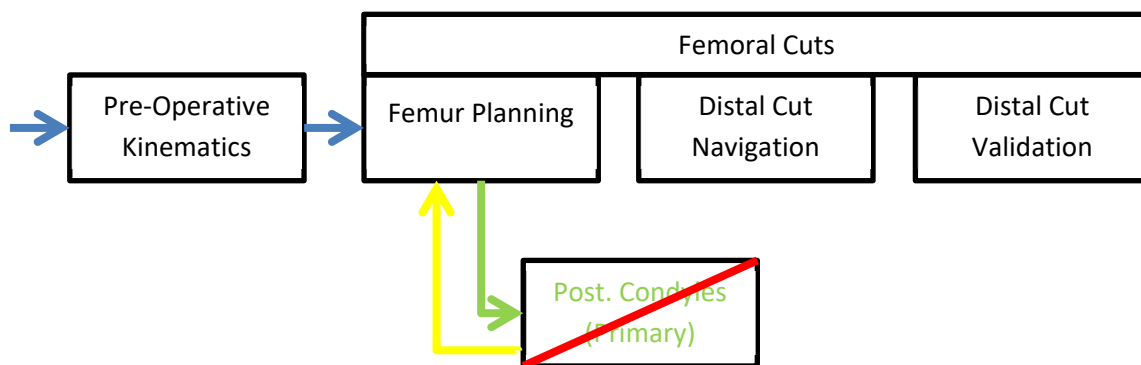 Femoral Cuts
Pre-Operative
Kinematics
Femur Planning
Distal Cut
Navigation
Distal Cut
Validation
Post. Condyles
(Primary)